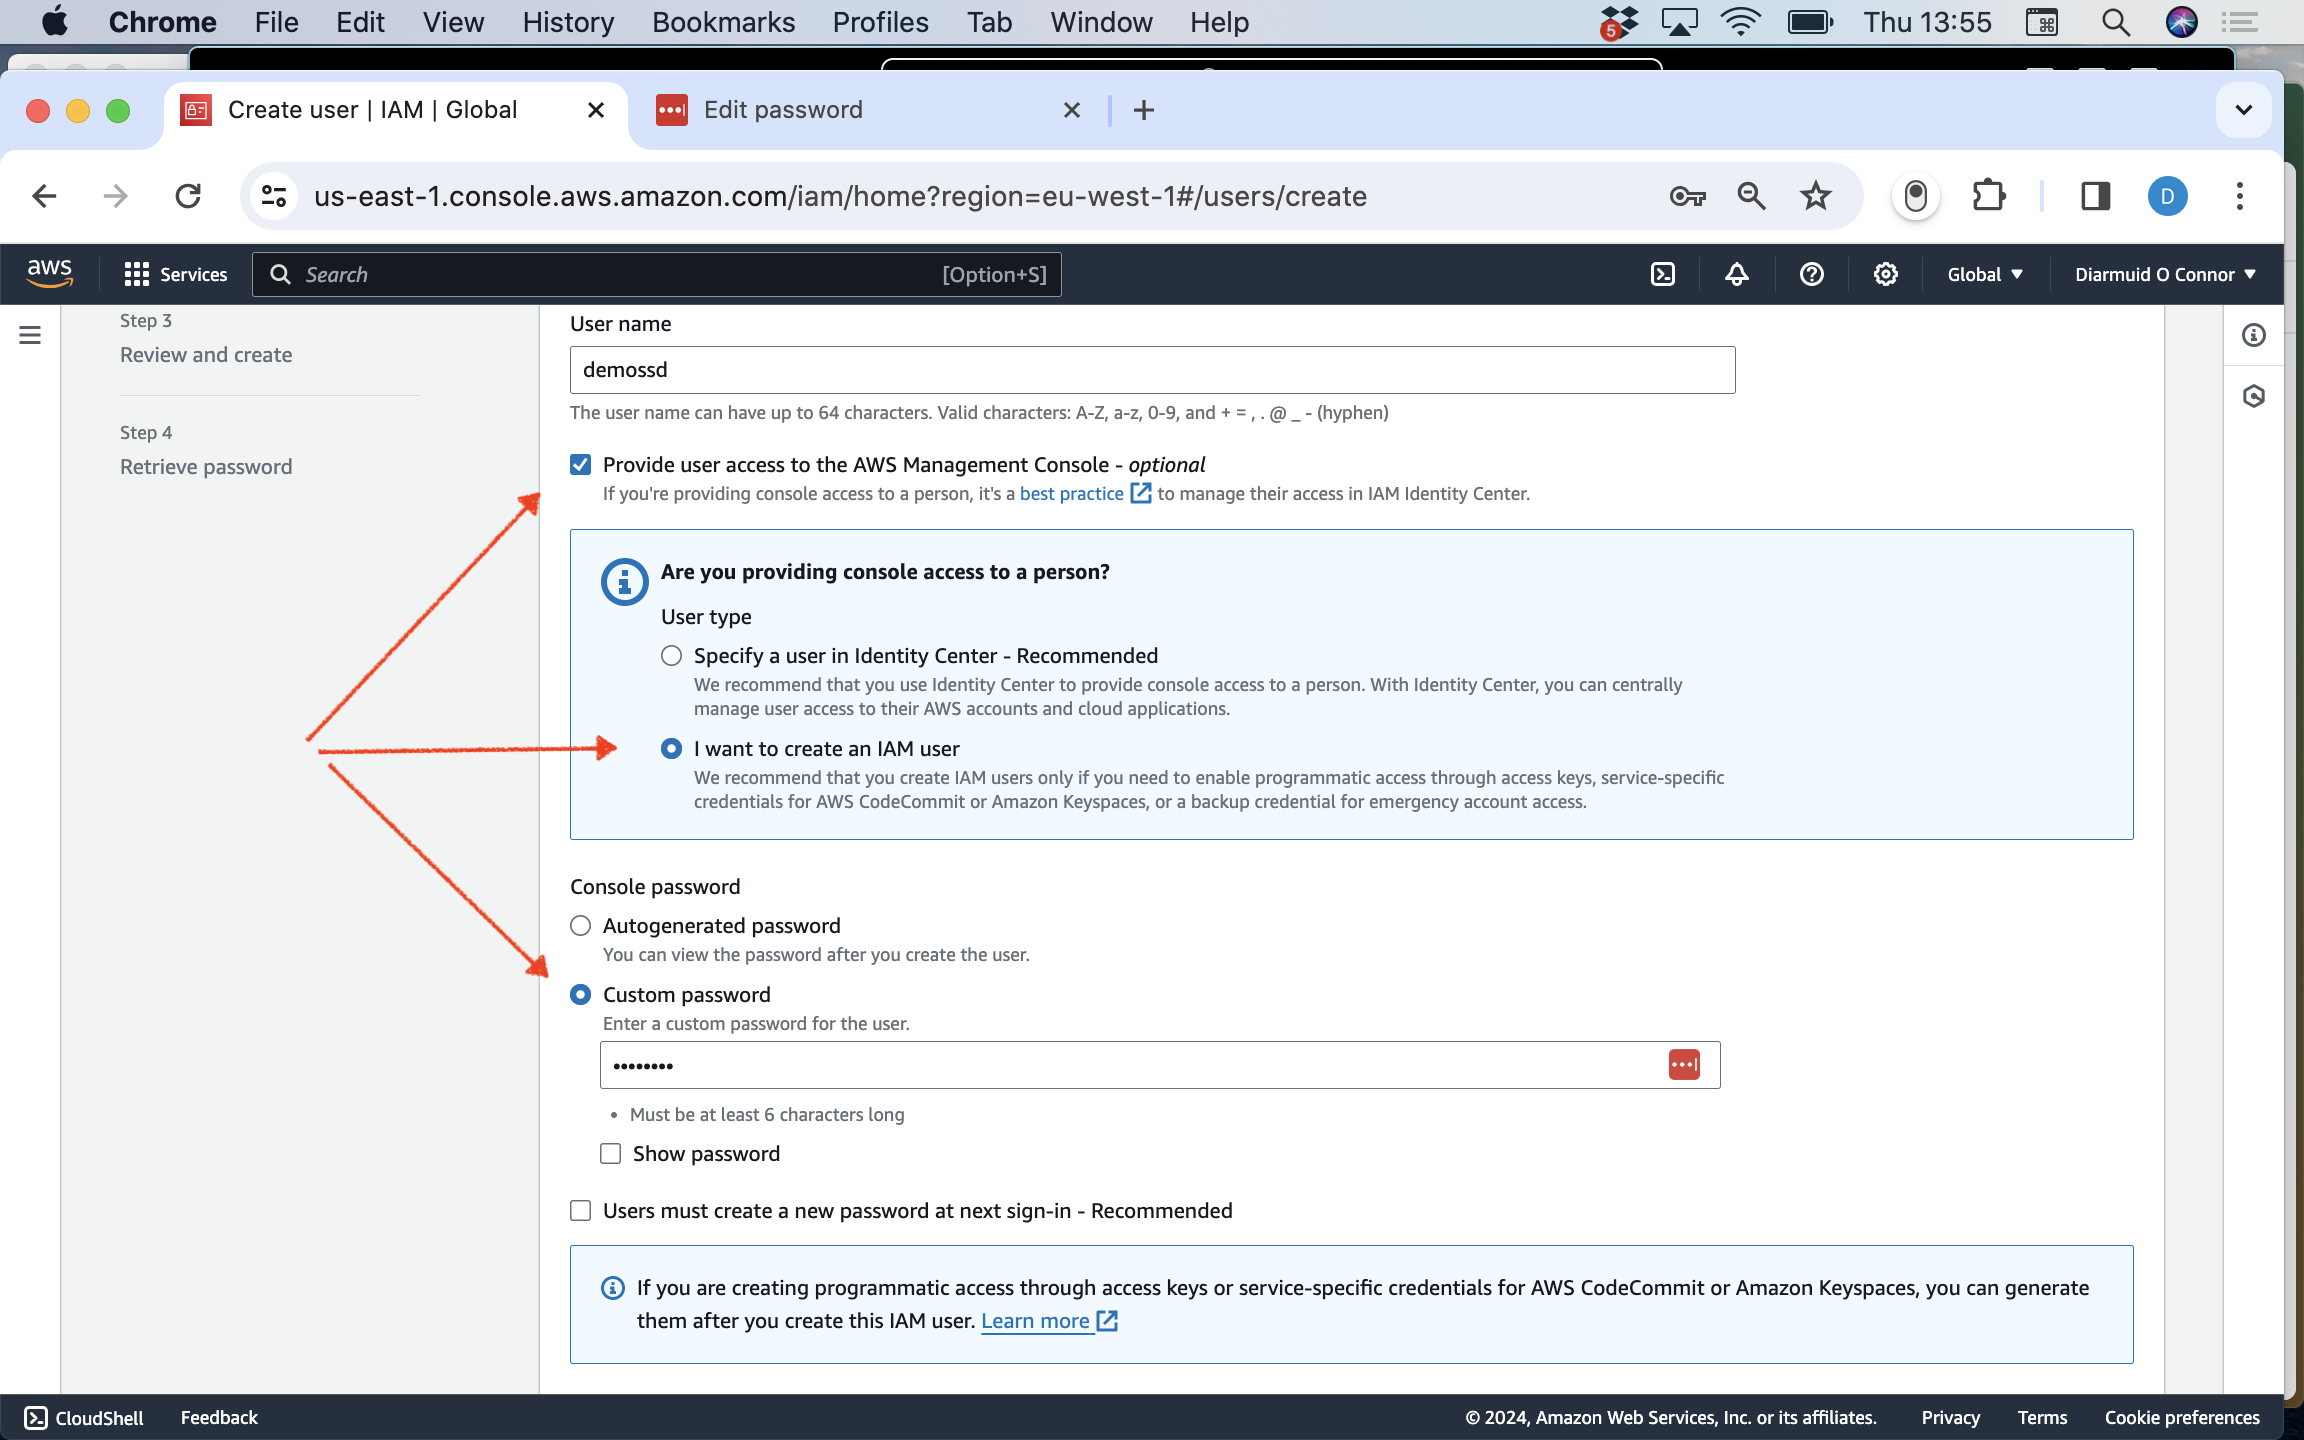 Chrome File Edit View History Bookmarks Profiles Tab Window Help 5 Thu 13:55
Create user | IAM | Global Edit password
us-east-1.console.aws.amazon.com/iam/home?region=eu-west-1#/users/create D
aws Services Search [Option+S] Global Diarmuid O Connor
Step 3
Review and create
Step 4
Retrieve password
User name
demossd
The user name can have up to 64 characters. Valid characters: A-Z, a-z, 0-9, and + = , . @ _ - (hyphen)
Provide user access to the AWS Management Console - optional
If you're providing console access to a person, it's a best practice to manage their access in IAM Identity Center.
Are you providing console access to a person?
User type
Specify a user in Identity Center - Recommended
We recommend that you use Identity Center to provide console access to a person. With Identity Center, you can centrally
manage user access to their AWS accounts and cloud applications.
I want to create an IAM user
We recommend that you create IAM users only if you need to enable programmatic access through access keys, service-specific
credentials for AWS CodeCommit or Amazon Keyspaces, or a backup credential for emergency account access.
Console password
Autogenerated password
You can view the password after you create the user.
Custom password
Enter a custom password for the user.
••••••••
• Must be at least 6 characters long
Show password
Users must create a new password at next sign-in - Recommended
If you are creating programmatic access through access keys or service-specific credentials for AWS CodeCommit or Amazon Keyspaces, you can generate
them after you create this IAM user. Learn more
CloudShell Feedback © 2024, Amazon Web Services, Inc. or its affiliates. Privacy Terms Cookie preferences